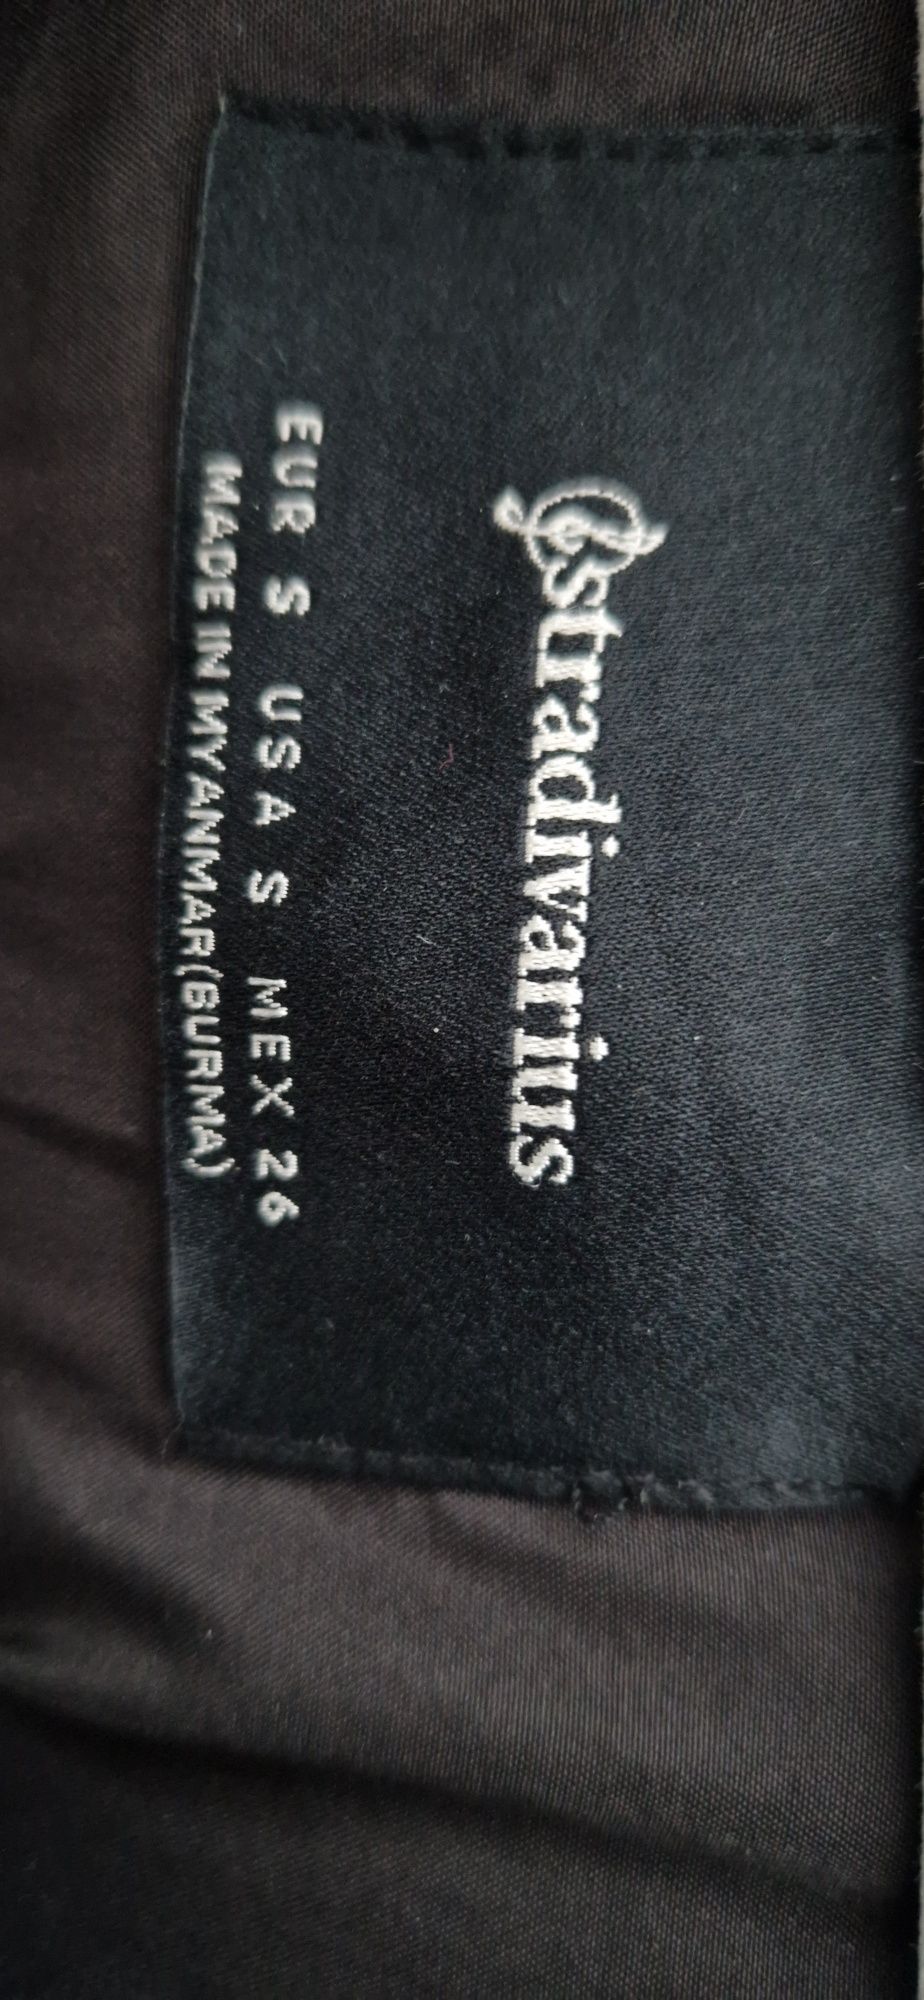 stradivarius
EUR S USA S MEX 26
MADE IN MYANMAR(BURMA)